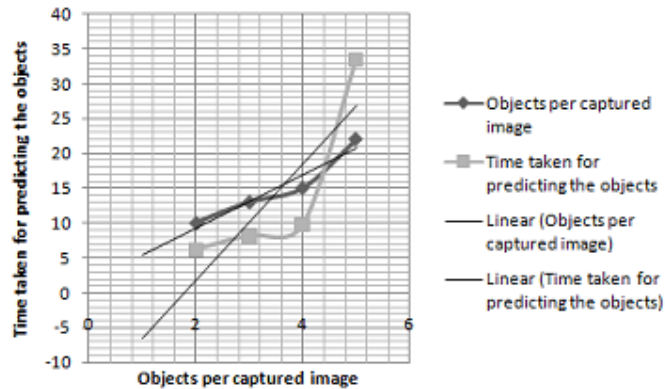 40
35
30
25
20
15
10
5
0
-5
-10
0 2 4 6
Time taken for predicting the objects
Objects per captured image
Objects per captured
image
Time taken for
predicting the objects
Linear (Objects per
captured image)
Linear (Time taken for
predicting the objects)